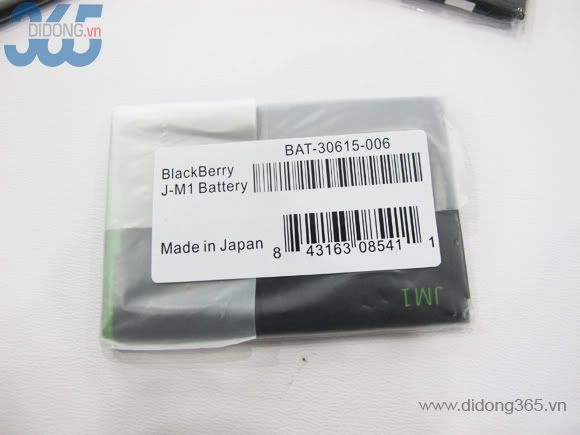 365
DIDONG.vn
BAT-30615-006
BlackBerry
J-M1 Battery
Made in Japan
8 43163 08541 1
JM1
www.didong365.vn